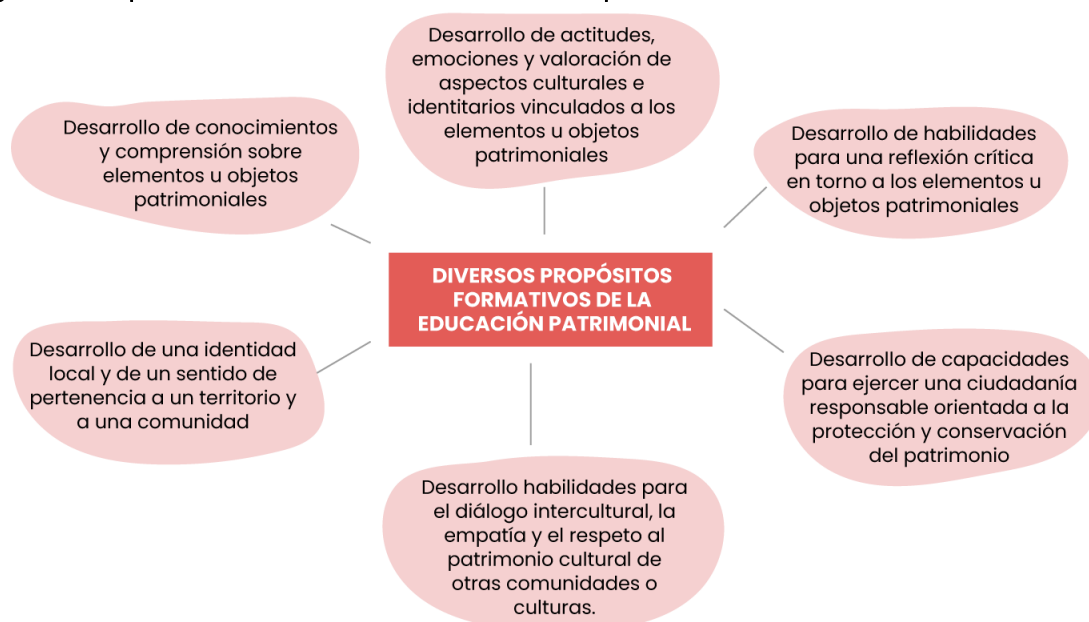 Desarrollo de actitudes,
emociones y valoración de
aspectos culturales e
identitarios vinculados a los
elementos u objetos
patrimoniales
Desarrollo de conocimientos
y comprensión sobre
elementos u objetos
patrimoniales
Desarrollo de habilidades
para una reflexión crítica
en torno a los elementos u
objetos patrimoniales
DIVERSOS PROPÓSITOS
FORMATIVOS DE LA
EDUCACIÓN PATRIMONIAL
Desarrollo de una identidad
local y de un sentido de
pertenencia a un territorio y
a una comunidad
Desarrollo de capacidades
para ejercer una ciudadanía
responsable orientada a la
protección y conservación
del patrimonio
Desarrollo habilidades para
el diálogo intercultural, la
empatía y el respeto al
patrimonio cultural de
otras comunidades o
culturas.